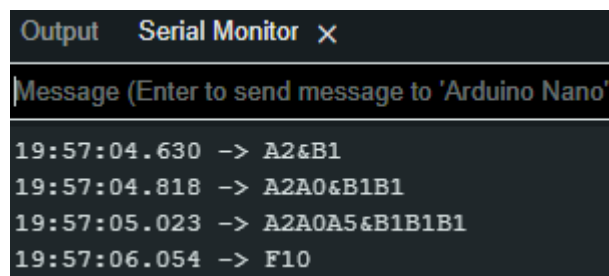 Output Serial Monitor ×
Message (Enter to send message to 'Arduino Nano'
19:57:04.630 -> A2&B1
19:57:04.818 -> A2A0&B1B1
19:57:05.023 -> A2A0A5&B1B1B1
19:57:06.054 -> F10